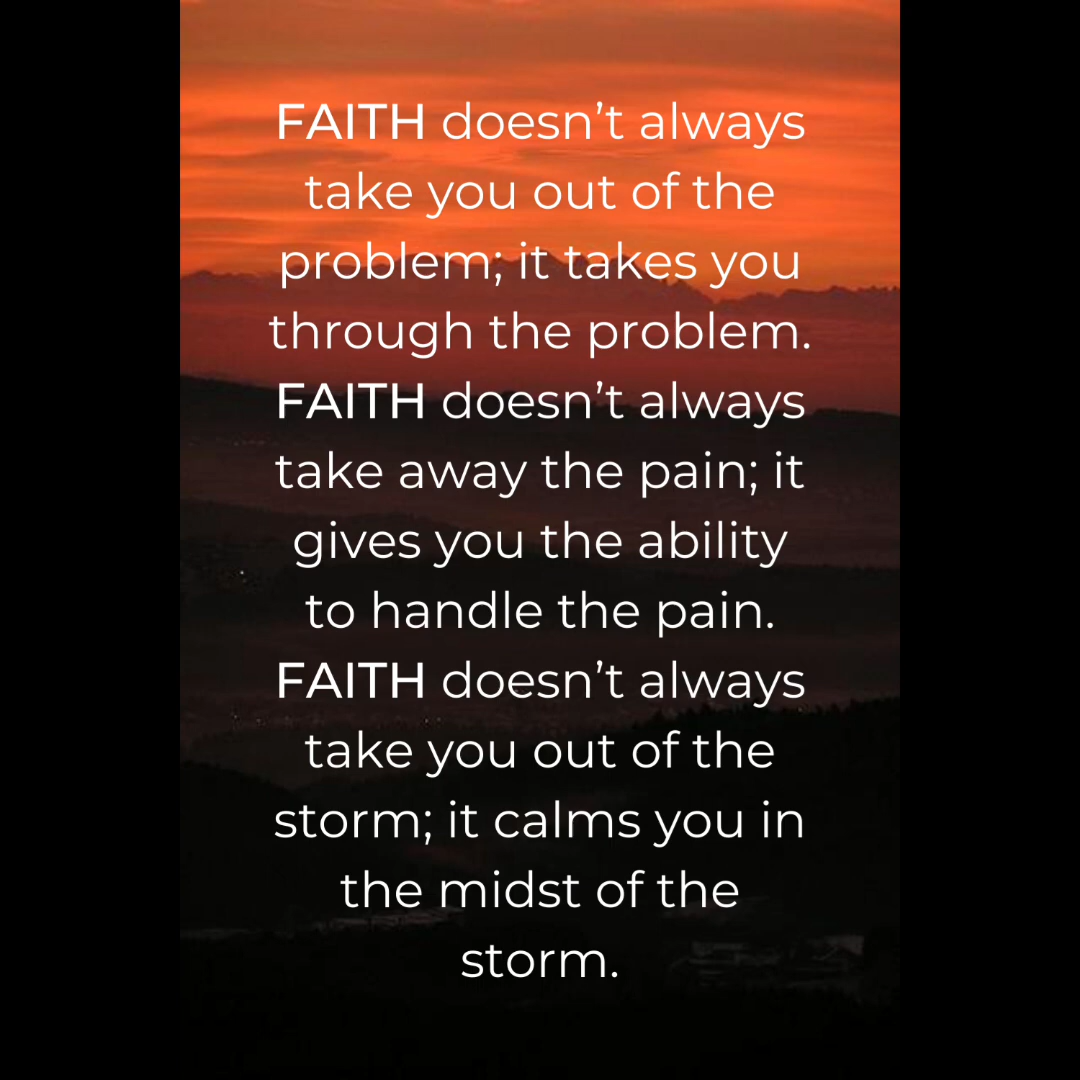 FAITH doesn’t always
take you out of the
problem; it takes you
through the problem.
FAITH doesn’t always
take away the pain; it
gives you the ability
to handle the pain.
FAITH doesn’t always
take you out of the
storm; it calms you in
the midst of the
storm.